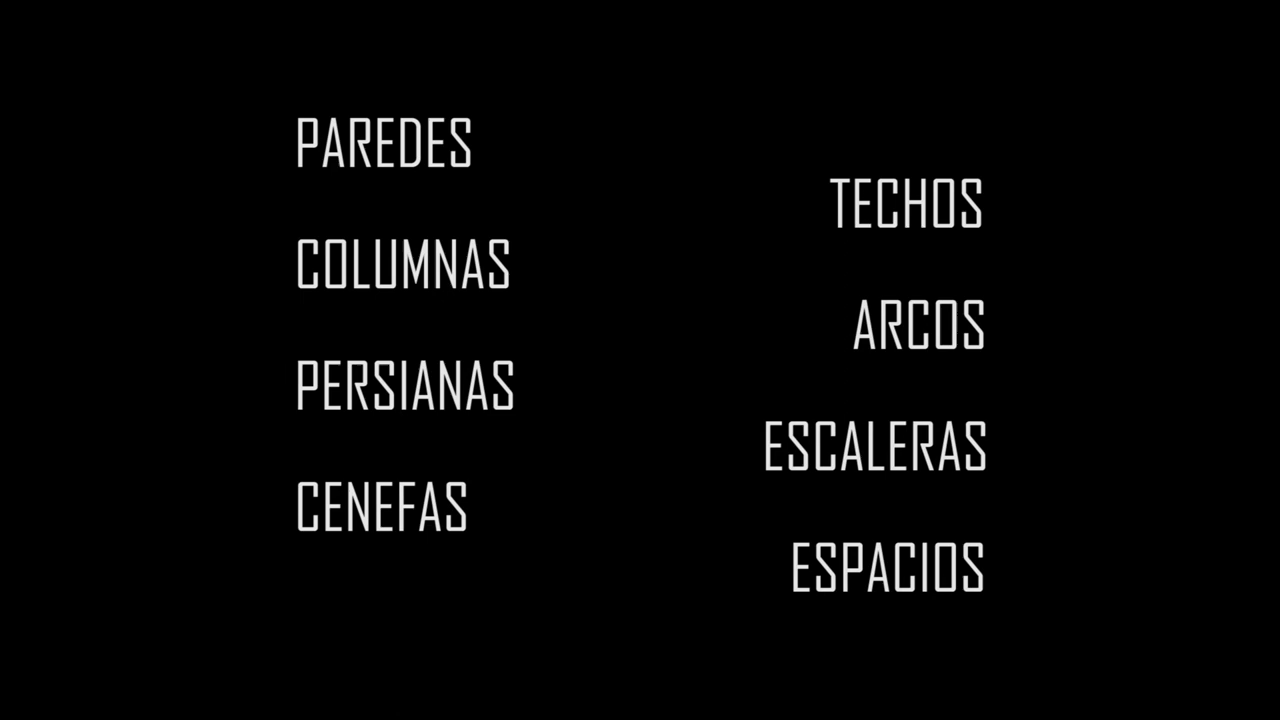 PAREDES
TECHOS
COLUMNAS
ARCOS
PERSIANAS
ESCALERAS
CENEFAS
ESPACIOS